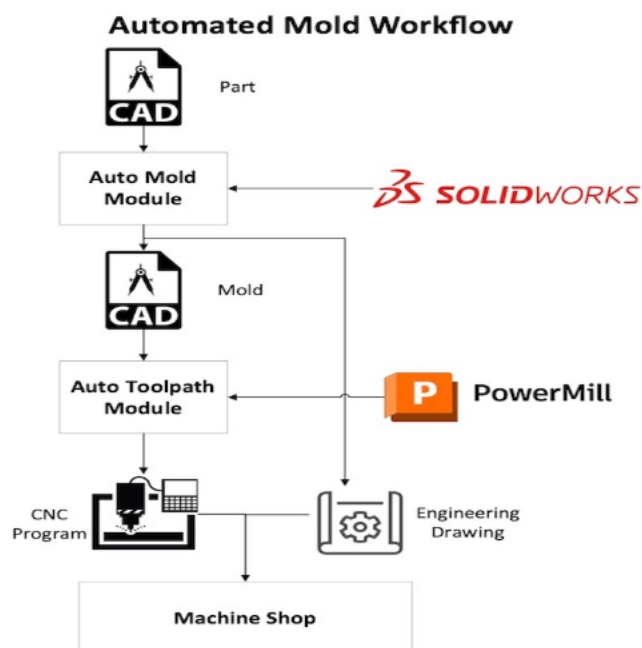 Automated Mold Workflow
CAD
Part
Auto Mold
Module
SOLIDWORKS
CAD
Mold
Auto Toolpath
Module
P
PowerMill
CNC
Program
Engineering
Drawing
Machine Shop